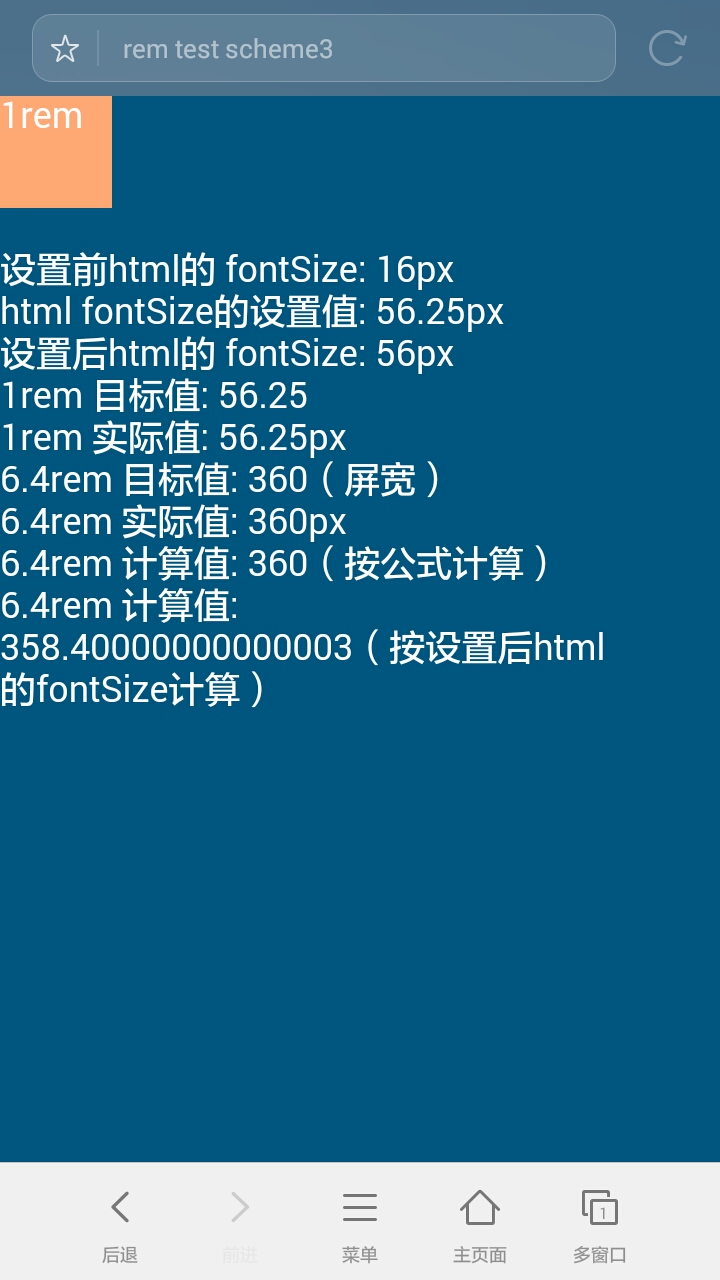 rem test scheme3
1rem
设置前html的 fontSize: 16px
html fontSize的设置值: 56.25px
设置后html的 fontSize: 56px
1rem 目标值: 56.25
1rem 实际值: 56.25px
6.4rem 目标值: 360（屏宽）
6.4rem 实际值: 360px
6.4rem 计算值: 360（按公式计算）
6.4rem 计算值:
358.40000000000003（按设置后html
的fontSize计算）
1
后退 前进 菜单 主页面 多窗口